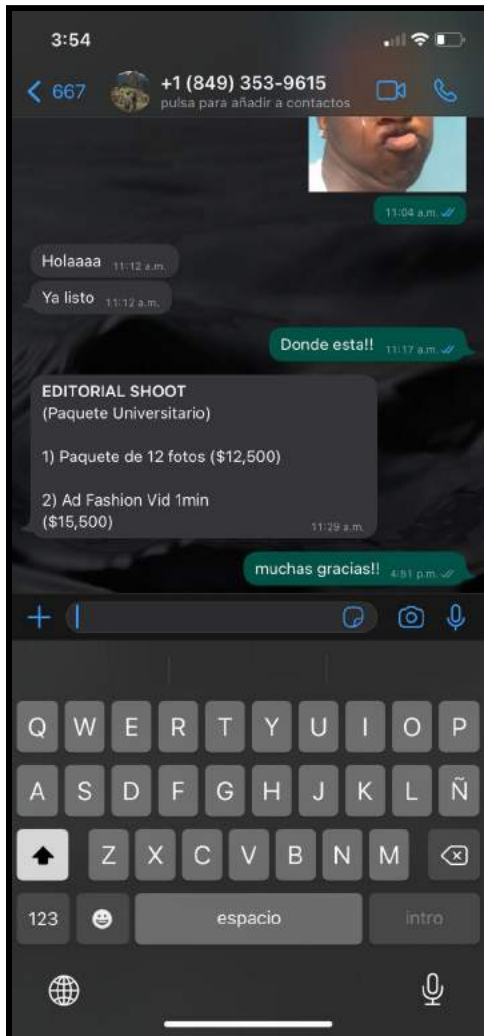 3:54
667
+1 (849) 353-9615
pulsa para añadir a contactos
11:04 a.m.
Holaaaa 11:12 a.m.
Ya listo 11:12 a.m.
Donde esta!! 11:17 a.m.
EDITORIAL SHOOT
(Paquete Universitario)
1) Paquete de 12 fotos ($12,500)
2) Ad Fashion Vid 1min
($15,500)
11:29 a.m.
muchas gracias!! 4:51 p.m.
Q W E R T Y U I O P
A S D F G H J K L Ñ
Z X C V B N M
123 espacio intro